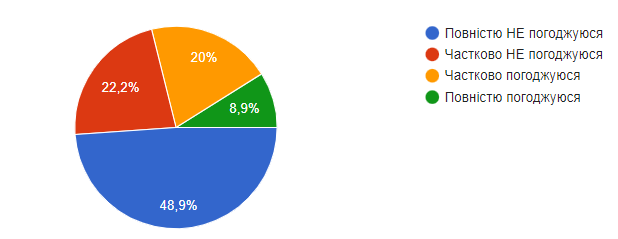 Повністю НЕ погоджуюся
Частково НЕ погоджуюся
Частково погоджуюся
Повністю погоджуюся
20%
22,2%
8,9%
48,9%